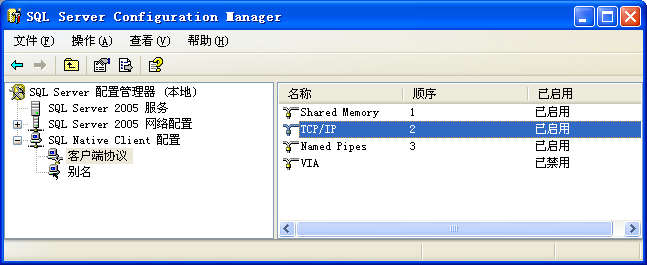 SQL Server Configuration Manager
文件(F) 操作(A) 查看(V) 帮助(H)
SQL Server 配置管理器 (本地)
SQL Server 2005 服务
SQL Server 2005 网络配置
SQL Native Client 配置
客户端协议
别名
名称 顺序 已启用
Shared Memory 1 已启用
TCP/IP 2 已启用
Named Pipes 3 已启用
VIA 已禁用